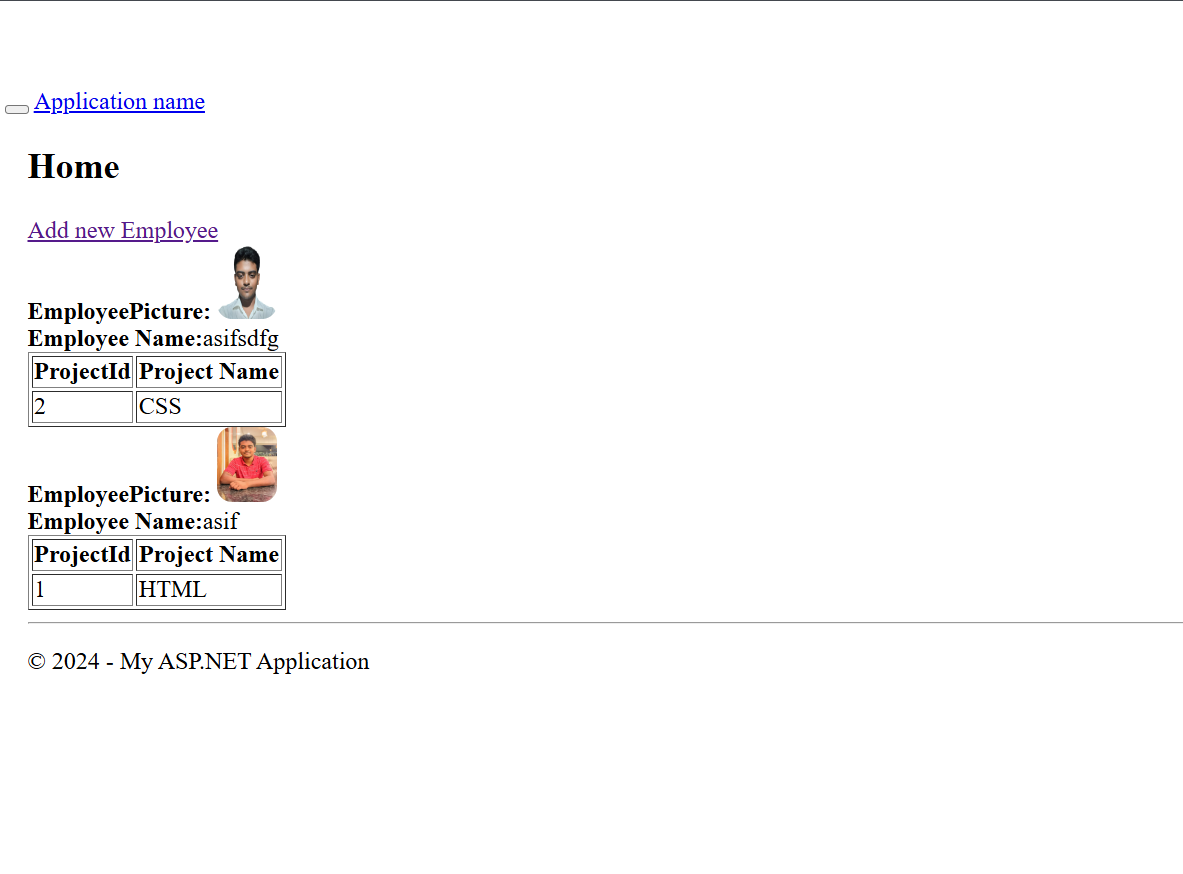 Application name
Home
Add new Employee
EmployeePicture:
Employee Name:asifsdfg
ProjectId Project Name
2 CSS
EmployeePicture:
Employee Name:asif
ProjectId Project Name
1 HTML
© 2024 - My ASP.NET Application